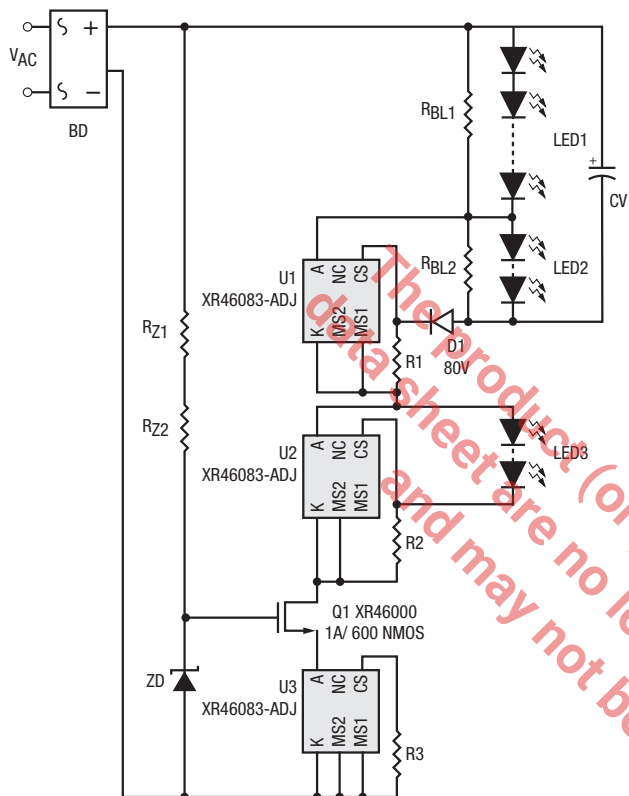 VAC
+
−
BD
RBL1
LED1
+
CV
RBL2
LED2
U1
XR46083-ADJ
A
NC
CS
K
MS2
MS1
D1
80V
R1
RZ1
RZ2
U2
XR46083-ADJ
A
NC
CS
K
MS2
MS1
LED3
R2
Q1 XR46000
1A/ 600 NMOS
ZD
U3
XR46083-ADJ
A
NC
CS
K
MS2
MS1
R3
The product (or
data sheet are no lo
and may not be